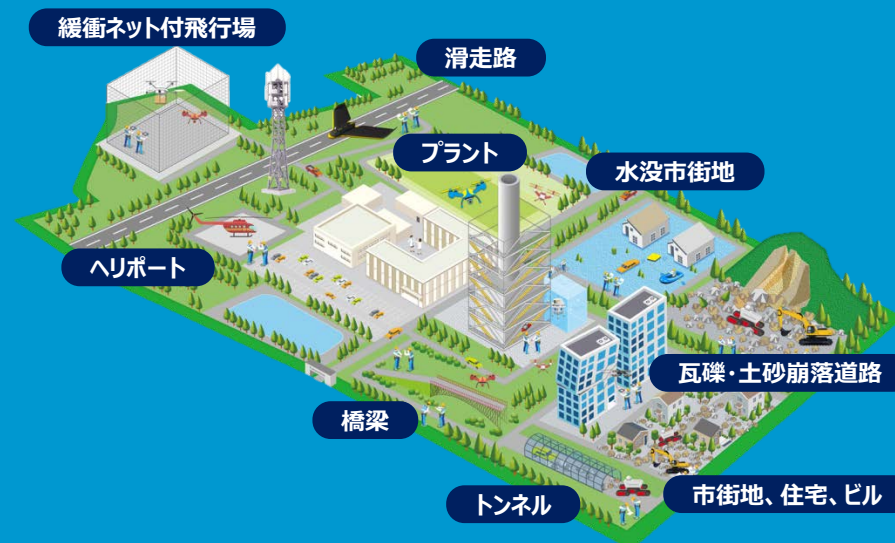 緩衝ネット付飛行場
滑走路
プラント
水没市街地
ヘリポート
瓦礫・土砂崩落道路
橋梁
市街地、住宅、ビル
トンネル